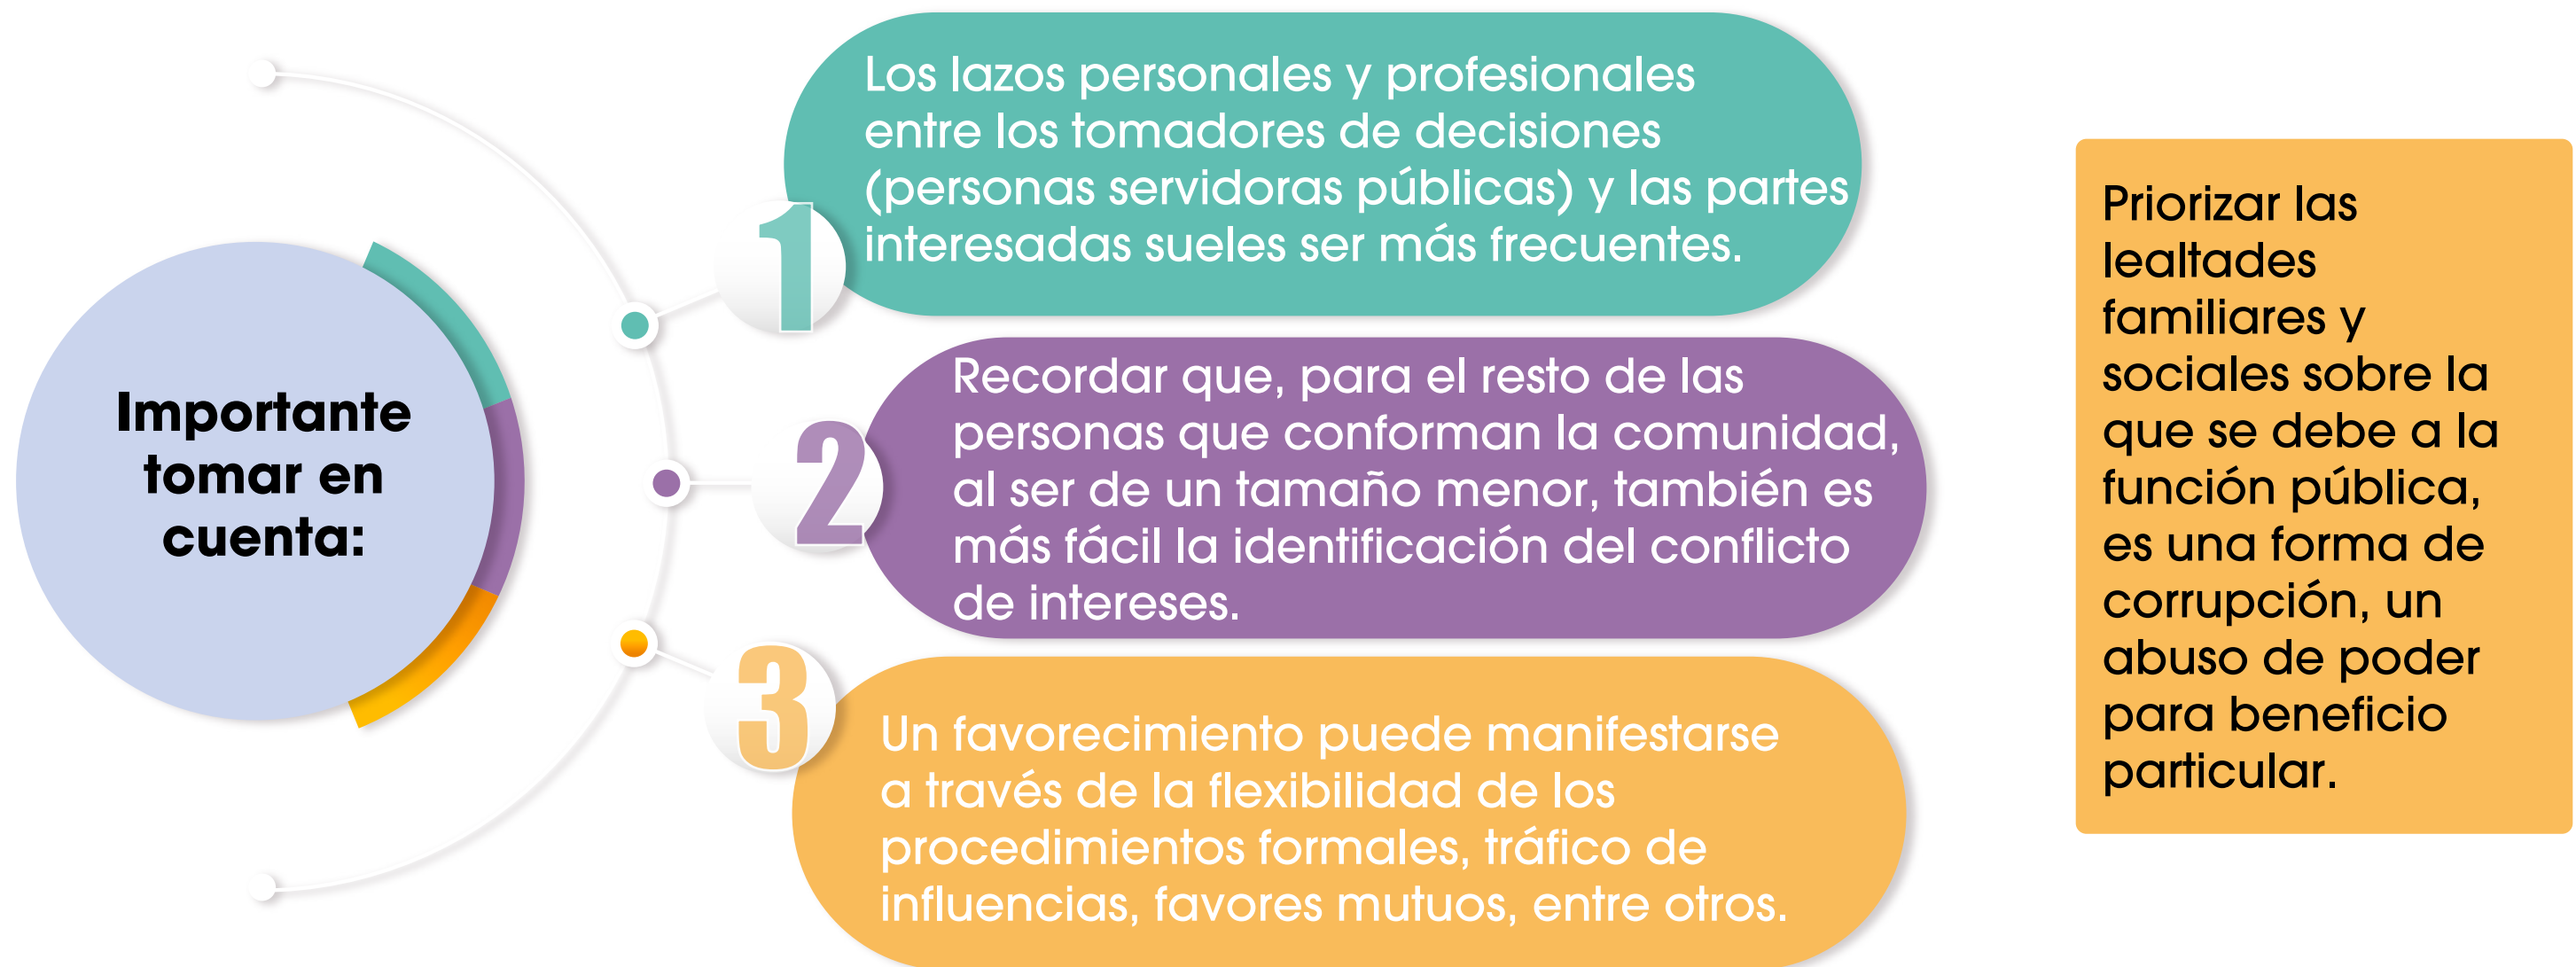 Importante
tomar en
cuenta:
1
Los lazos personales y profesionales
entre los tomadores de decisiones
(personas servidoras públicas) y las partes
interesadas sueles ser más frecuentes.
2
Recordar que, para el resto de las
personas que conforman la comunidad,
al ser de un tamaño menor, también es
más fácil la identificación del conflicto
de intereses.
3
Un favorecimiento puede manifestarse
a través de la flexibilidad de los
procedimientos formales, tráfico de
influencias, favores mutuos, entre otros.
Priorizar las
lealtades
familiares y
sociales sobre la
que se debe a la
función pública,
es una forma de
corrupción, un
abuso de poder
para beneficio
particular.